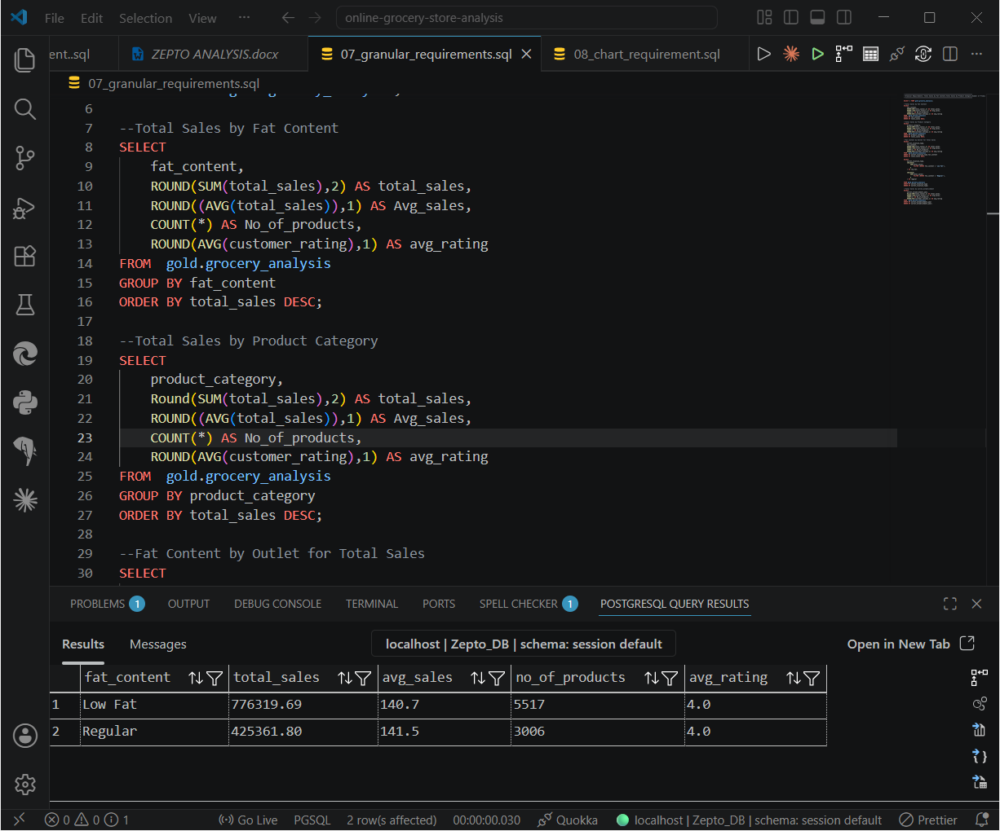 File Edit Selection View ··· online-grocery-store-analysis
ent..sql ZEPTO ANALYSIS.docx 07_granular_requirements.sql 08_chart_requirement.sql
07_granular_requirements.sql
6
7 --Total Sales by Fat Content
8 SELECT
9 fat_content,
10 ROUND(SUM(total_sales),2) AS total_sales,
11 ROUND((AVG(total_sales)),1) AS Avg_sales,
12 COUNT(*) AS No_of_products,
13 ROUND(AVG(customer_rating),1) AS avg_rating
14 FROM gold.grocery_analysis
15 GROUP BY fat_content
16 ORDER BY total_sales DESC;
17
18 --Total Sales by Product Category
19 SELECT
20 product_category,
21 Round(SUM(total_sales),2) AS total_sales,
22 ROUND((AVG(total_sales)),1) AS Avg_sales,
23 COUNT(*) AS No_of_products,
24 ROUND(AVG(customer_rating),1) AS avg_rating
25 FROM gold.grocery_analysis
26 GROUP BY product_category
27 ORDER BY total_sales DESC;
28
29 --Fat Content by Outlet for Total Sales
30 SELECT
PROBLEMS 1 OUTPUT DEBUG CONSOLE TERMINAL PORTS SPELL CHECKER 1 POSTGRESQL QUERY RESULTS
Results Messages localhost | Zepto_DB | schema: session default Open in New Tab
fat_content total_sales avg_sales no_of_products avg_rating
1 Low Fat 776319.69 140.7 5517 4.0
2 Regular 425361.80 141.5 3006 4.0
0 0 1 Go Live PGSQL 2 row(s affected) 00:00:00.030 Quokka localhost | Zepto_DB | schema: session default Prettier